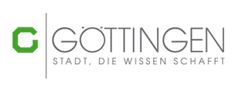 GÖTTINGEN
STADT, DIE WISSEN SCHAFFT